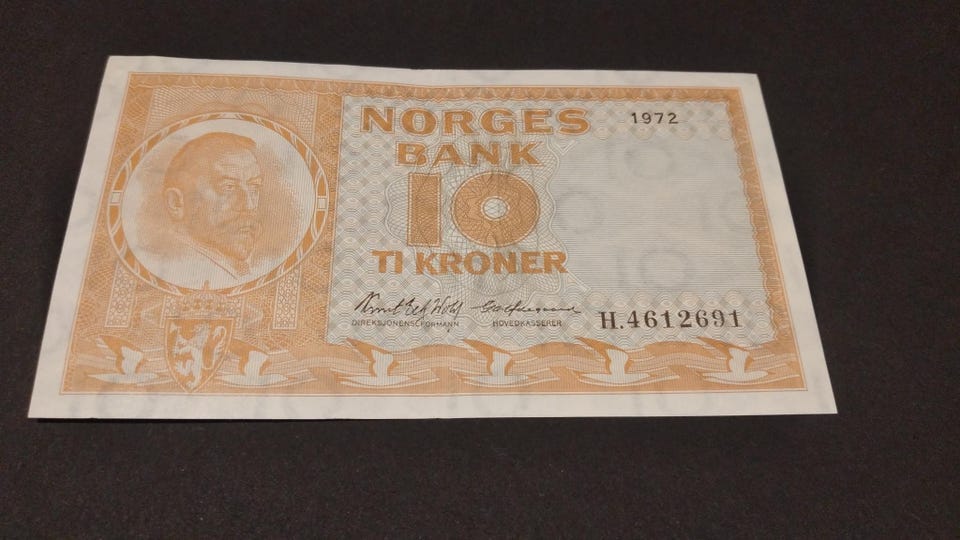 NORGES
1972
BANK
10
TI KRONER
DIREKSJONENS FORMANN
HOVEDKASSERER
H.4612691